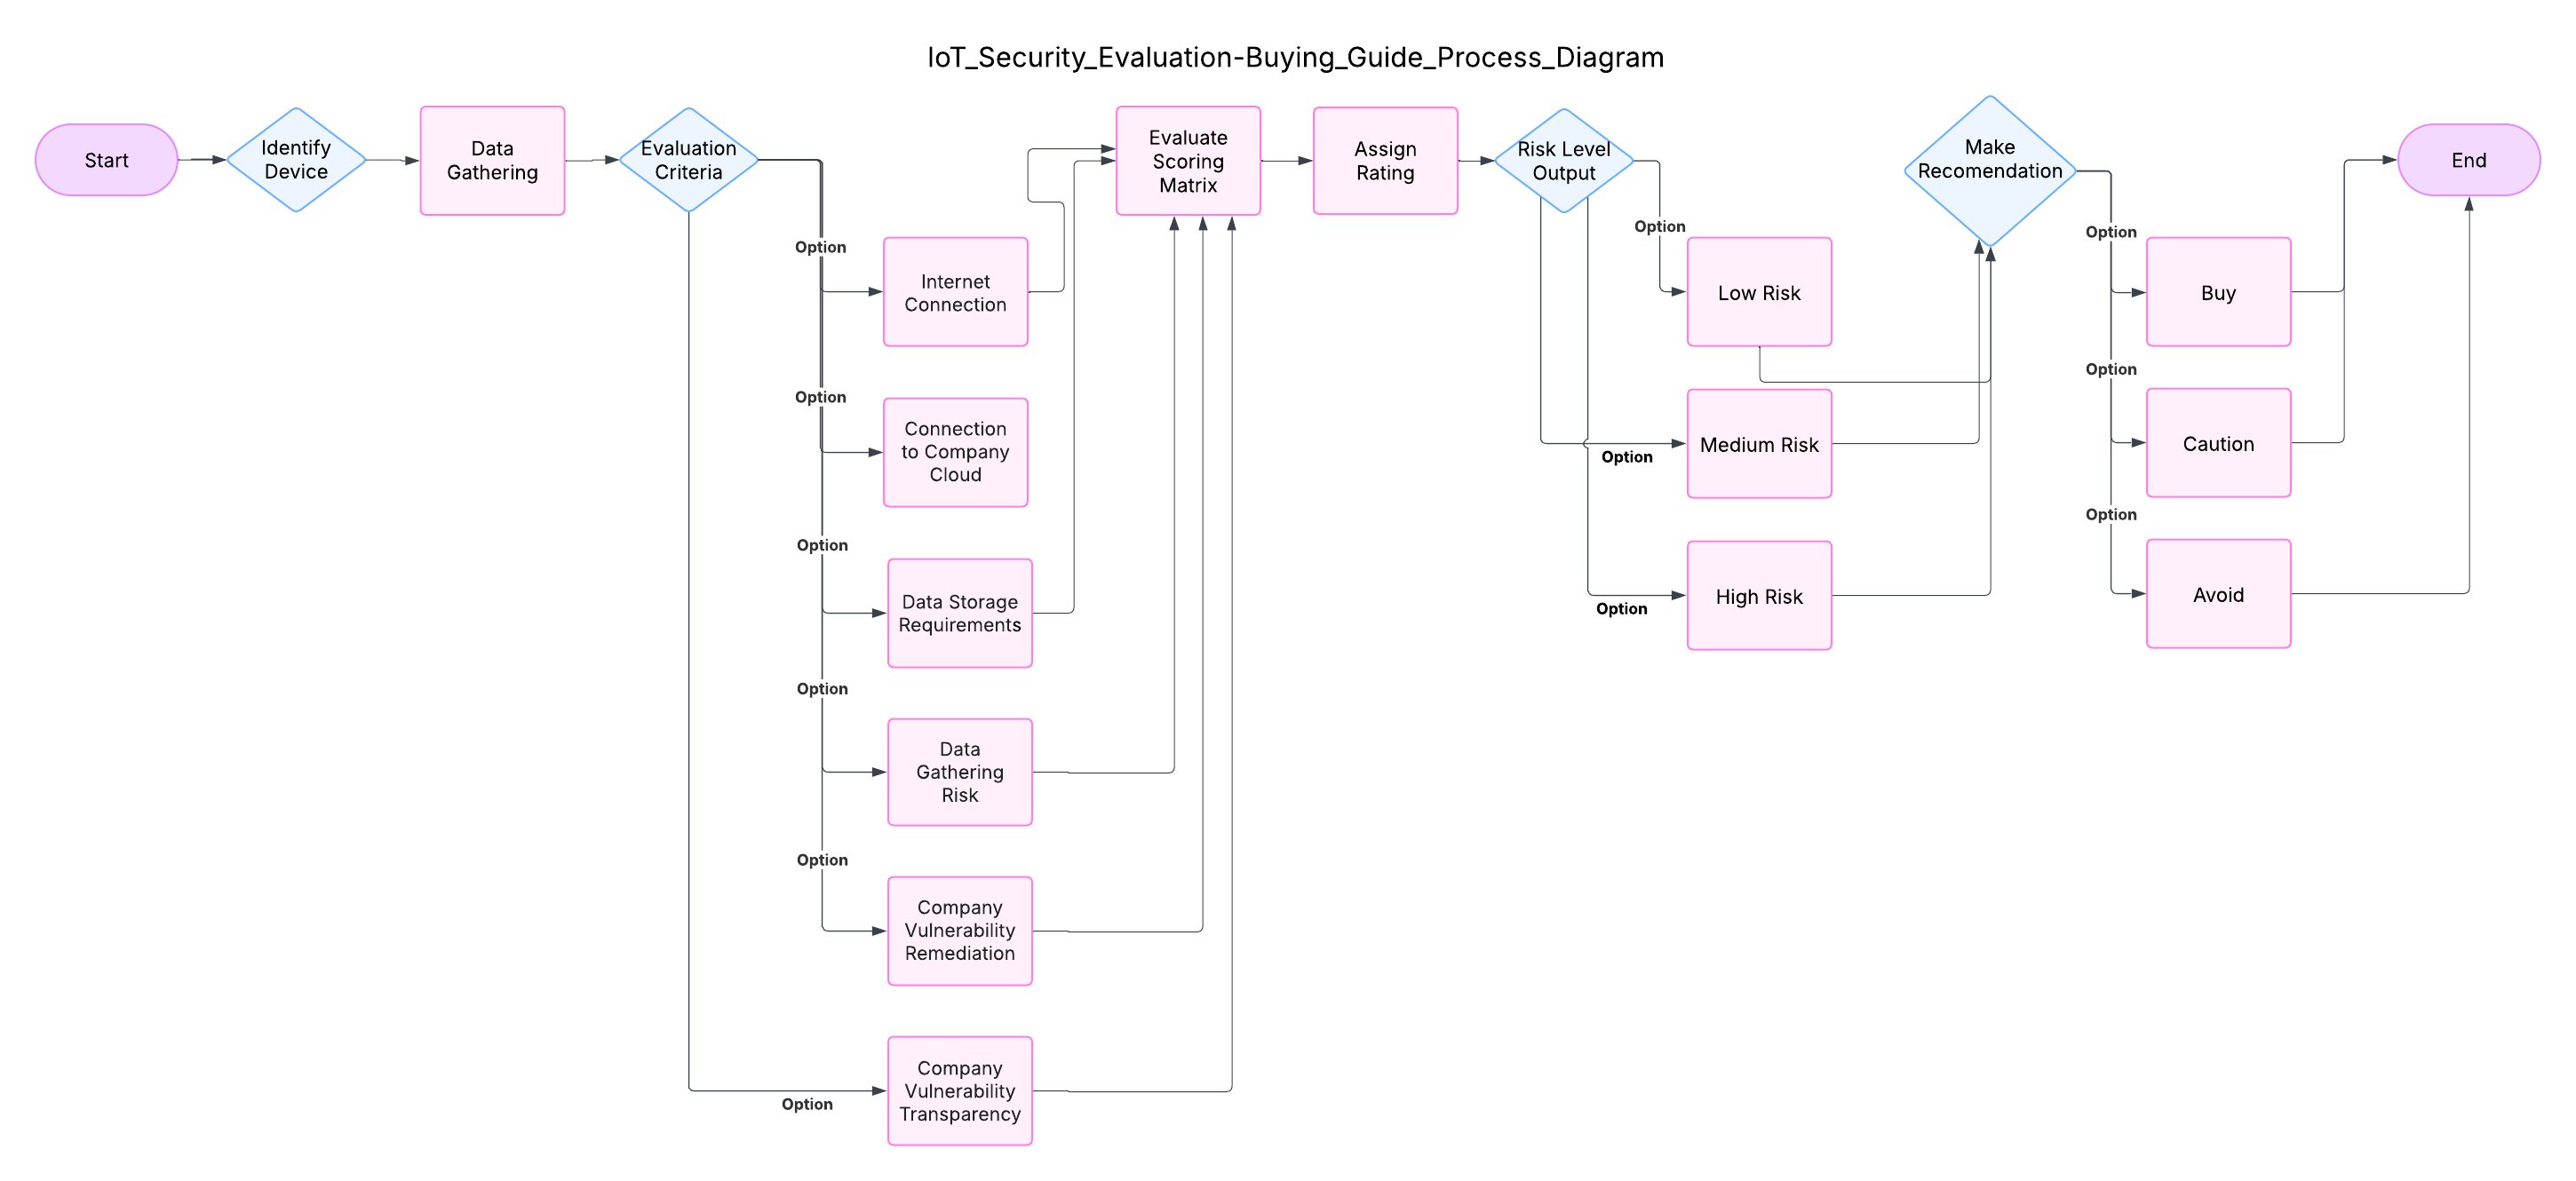 IoT_Security_Evaluation-Buying_Guide_Process_Diagram
Start
Identify
Device
Data
Gathering
Evaluation
Criteria
Option
Internet
Connection
Option
Connection
to Company
Cloud
Option
Data Storage
Requirements
Option
Data
Gathering
Risk
Option
Company
Vulnerability
Remediation
Option
Company
Vulnerability
Transparency
Evaluate
Scoring
Matrix
Assign
Rating
Risk Level
Output
Option
Low Risk
Option
Medium Risk
Option
High Risk
Make
Recomendation
Option
Buy
Option
Caution
Option
Avoid
End